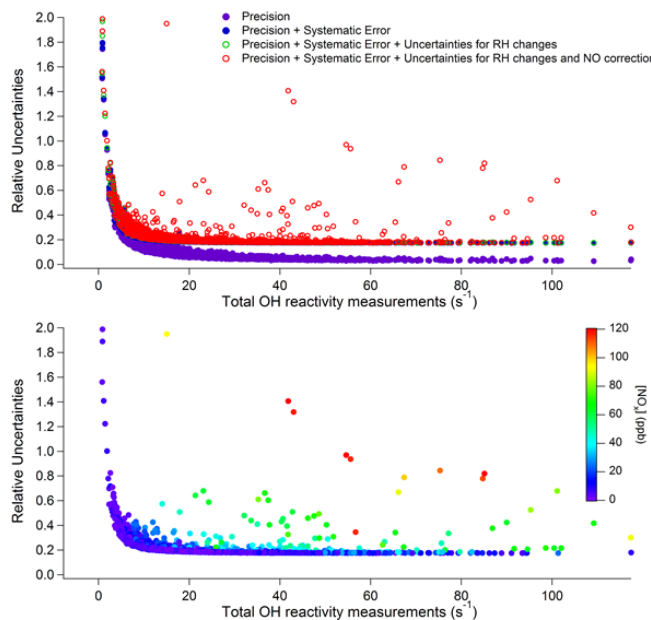 Precision
Precision + Systematic Error
Precision + Systematic Error + Uncertainties for RH changes
Precision + Systematic Error + Uncertainties for RH changes and NO correction
2.0
1.8
1.6
1.4
1.2
1.0
0.8
0.6
0.4
0.2
0.0
Relative Uncertainties
0 20 40 60 80 100
Total OH reactivity measurements (s⁻¹)
2.0
1.8
1.6
1.4
1.2
1.0
0.8
0.6
0.4
0.2
0.0
Relative Uncertainties
120
100
80
60
40
20
0
[NOₓ] (ppb)
0 20 40 60 80 100
Total OH reactivity measurements (s⁻¹)